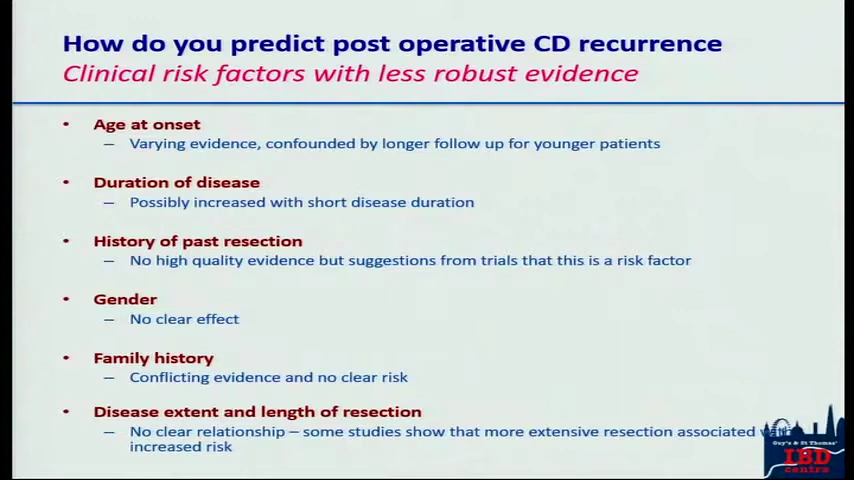 How do you predict post operative CD recurrence
Clinical risk factors with less robust evidence
• Age at onset
– Varying evidence, confounded by longer follow up for younger patients
• Duration of disease
– Possibly increased with short disease duration
• History of past resection
– No high quality evidence but suggestions from trials that this is a risk factor
• Gender
– No clear effect
• Family history
– Conflicting evidence and no clear risk
• Disease extent and length of resection
– No clear relationship – some studies show that more extensive resection associated with
increased risk
Guy's & St Thomas'
IBD
centre